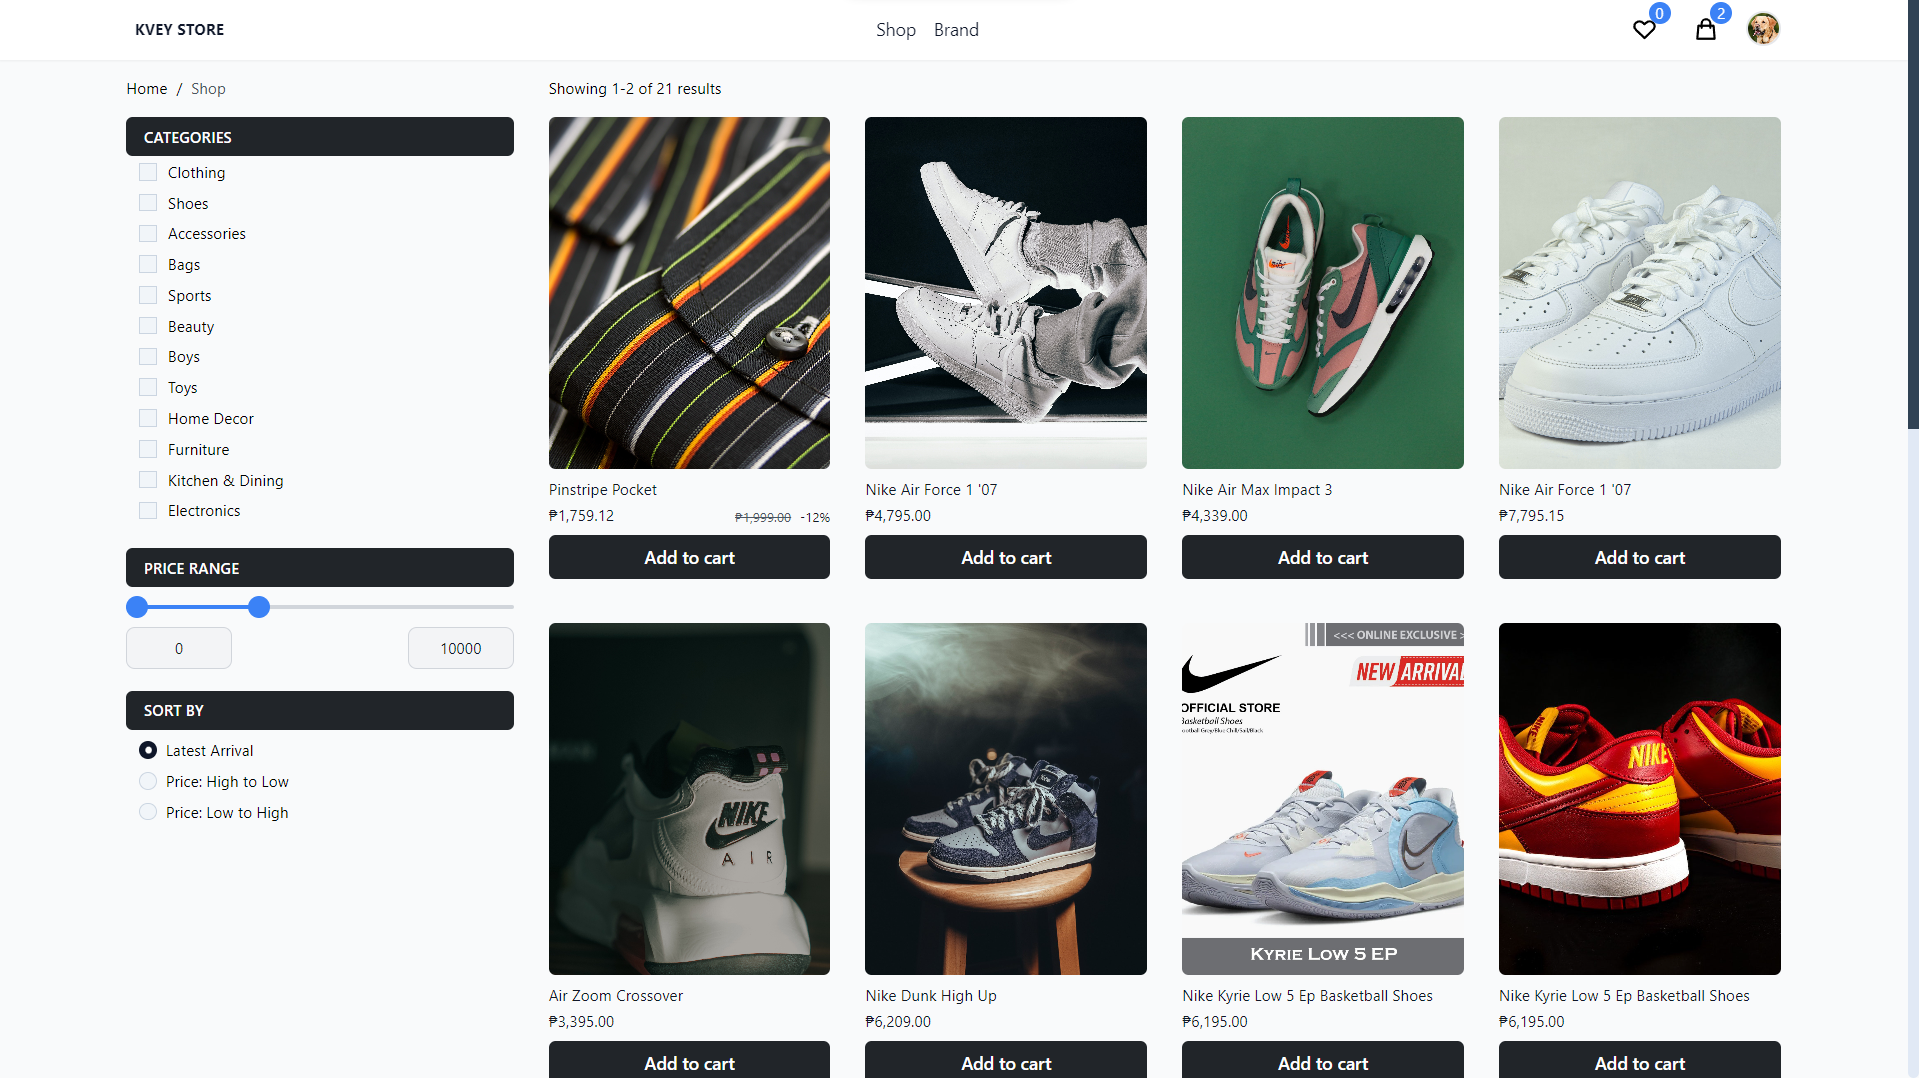 KVEY STORE
Shop Brand
0
2
Home / Shop
Showing 1-2 of 21 results
CATEGORIES
Clothing
Shoes
Accessories
Bags
Sports
Beauty
Boys
Toys
Home Decor
Furniture
Kitchen & Dining
Electronics
PRICE RANGE
0
10000
SORT BY
Latest Arrival
Price: High to Low
Price: Low to High
Pinstripe Pocket
₱1,759.12 ₱1,999.00 -12%
Add to cart
Nike Air Force 1 '07
₱4,795.00
Add to cart
Nike Air Max Impact 3
₱4,339.00
Add to cart
Nike Air Force 1 '07
₱7,795.15
Add to cart
NIKE
AIR
Air Zoom Crossover
₱3,395.00
Add to cart
Nike Dunk High Up
₱6,209.00
Add to cart
<<< ONLINE EXCLUSIVE >
NEW ARRIVAL
OFFICIAL STORE
Basketball Shoes
Football Grey/Blue Chill/Sail/Black
KYRIE LOW 5 EP
Nike Kyrie Low 5 Ep Basketball Shoes
₱6,195.00
Add to cart
NIKE
Nike Kyrie Low 5 Ep Basketball Shoes
₱6,195.00
Add to cart